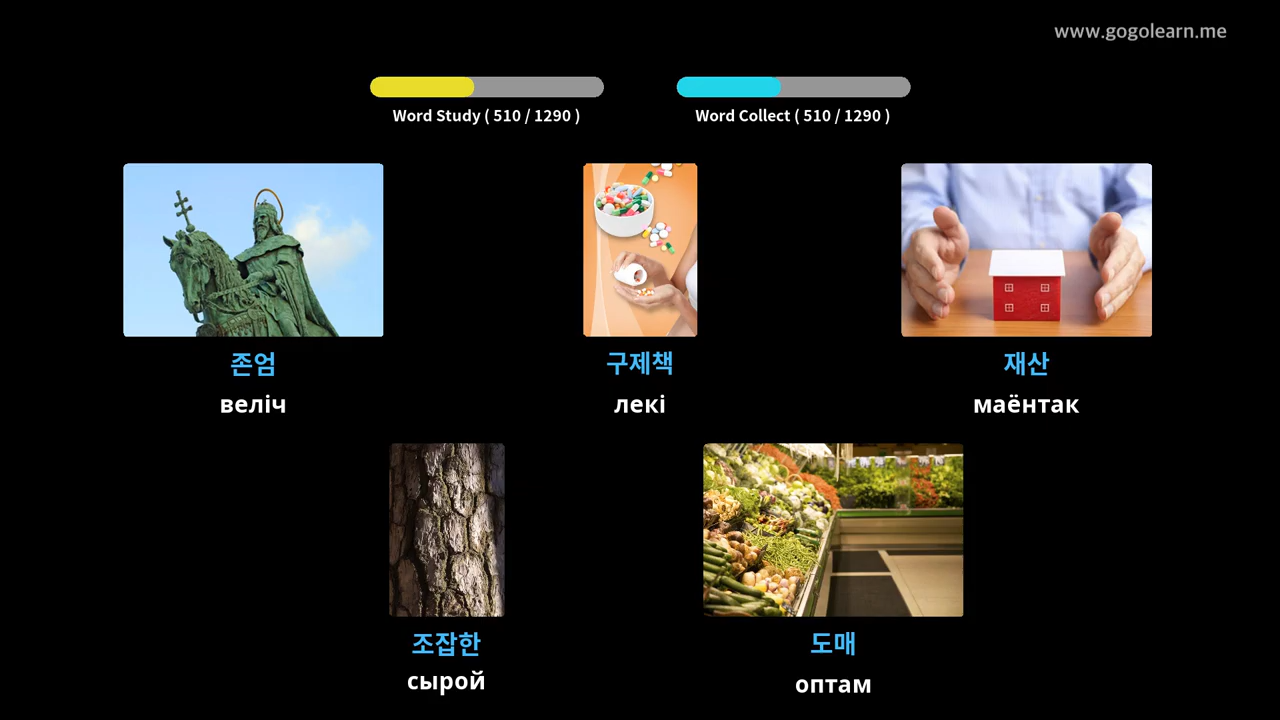 www.gogolearn.me
Word Study ( 510 / 1290 )
Word Collect ( 510 / 1290 )
존엄
веліч
구제책
лекі
재산
маёнтак
조잡한
сырой
도매
оптам